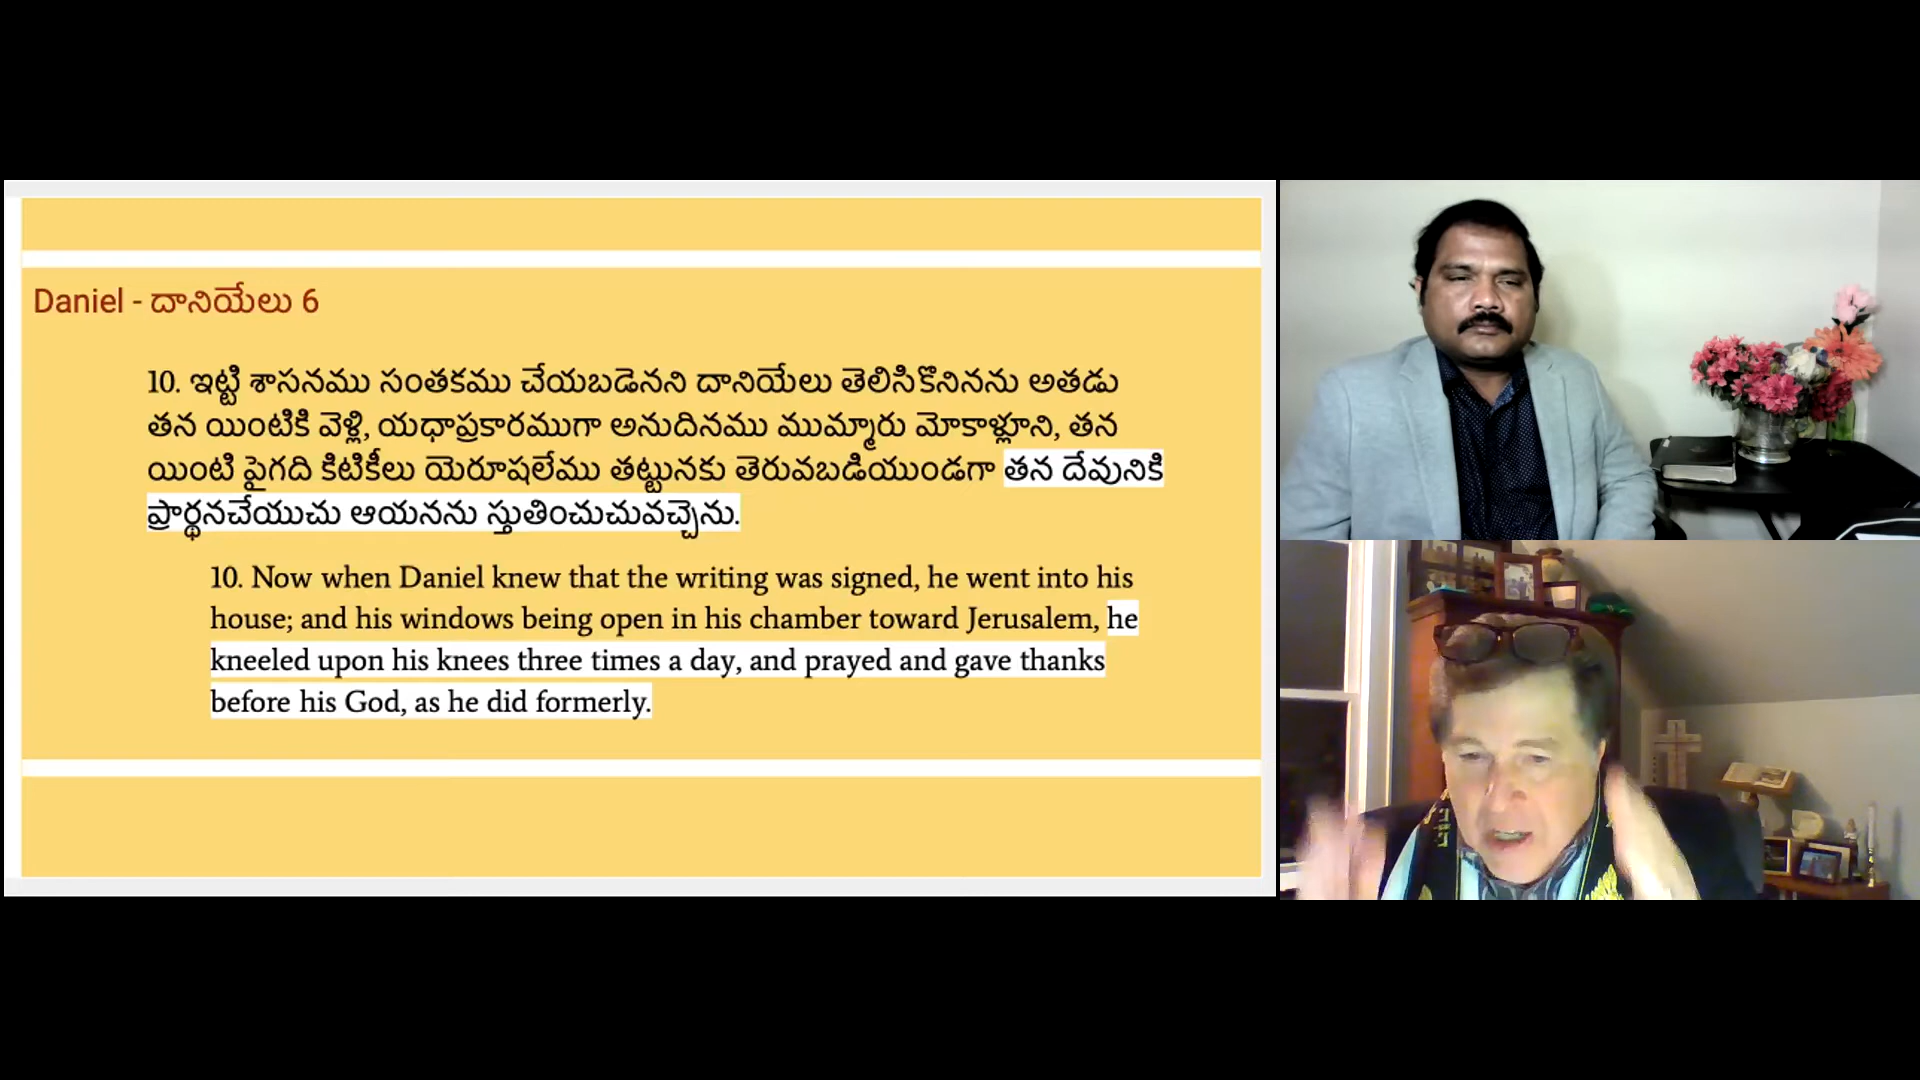 Daniel - దానియేలు 6
10. ఇట్టి శాసనము సంతకము చేయబడెనని దానియేలు తెలిసికొనినను అతడు
తన యింటికి వెళ్లి, యధాప్రకారముగా అనుదినము ముమ్మారు మోకాళ్లూని, తన
యింటి పైగది కిటికీలు యెరూషలేము తట్టునకు తెరువబడియుండగా తన దేవునికి
ప్రార్థనచేయుచు ఆయనను స్తుతించుచువచ్చెను.
10. Now when Daniel knew that the writing was signed, he went into his
house; and his windows being open in his chamber toward Jerusalem, he
kneeled upon his knees three times a day, and prayed and gave thanks
before his God, as he did formerly.